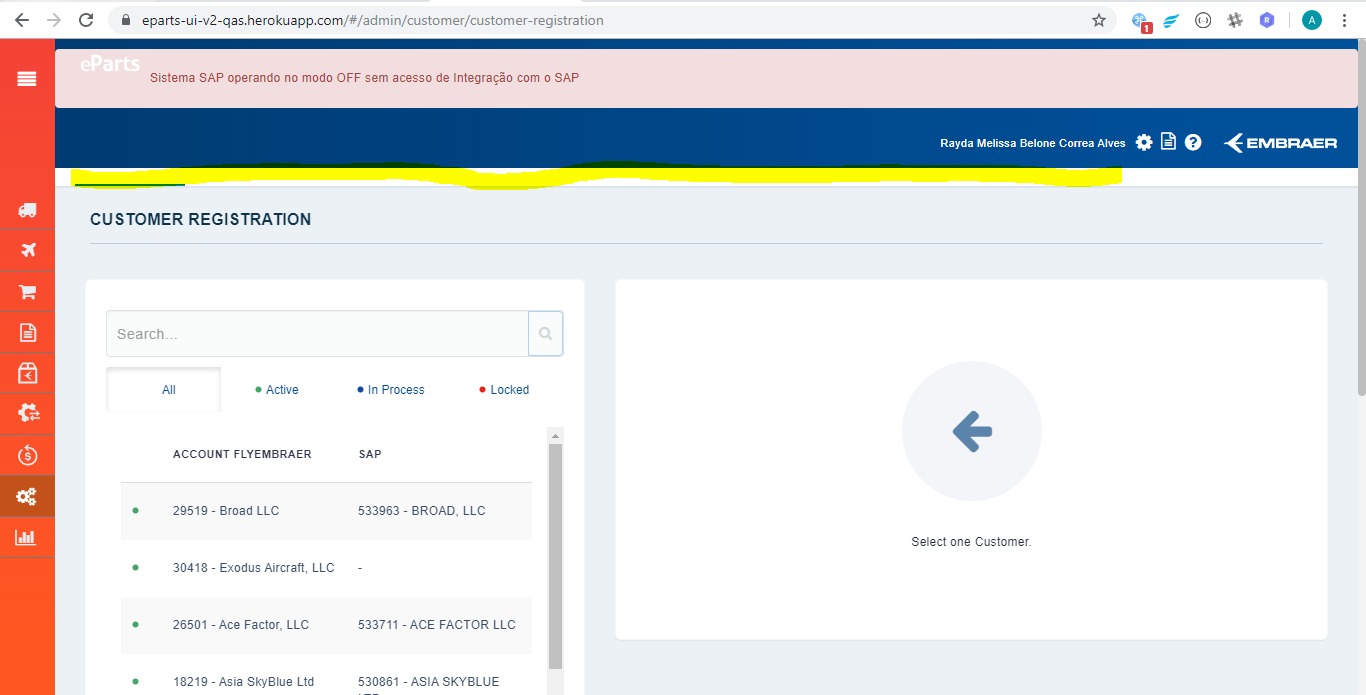 eparts-ui-v2-qas.herokuapp.com/#/admin/customer/customer-registration
1
A
eParts
Sistema SAP operando no modo OFF sem acesso de Integração com o SAP
Rayda Melissa Belone Correa Alves
EMBRAER
CUSTOMER REGISTRATION
Search...
All
Active
In Process
Locked
ACCOUNT FLYEMBRAER SAP
29519 - Broad LLC 533963 - BROAD, LLC
30418 - Exodus Aircraft, LLC -
26501 - Ace Factor, LLC 533711 - ACE FACTOR LLC
18219 - Asia SkyBlue Ltd 530861 - ASIA SKYBLUE
Select one Customer.